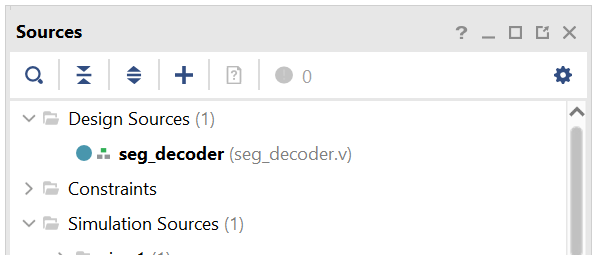 Sources
0
Design Sources (1)
seg_decoder (seg_decoder.v)
Constraints
Simulation Sources (1)